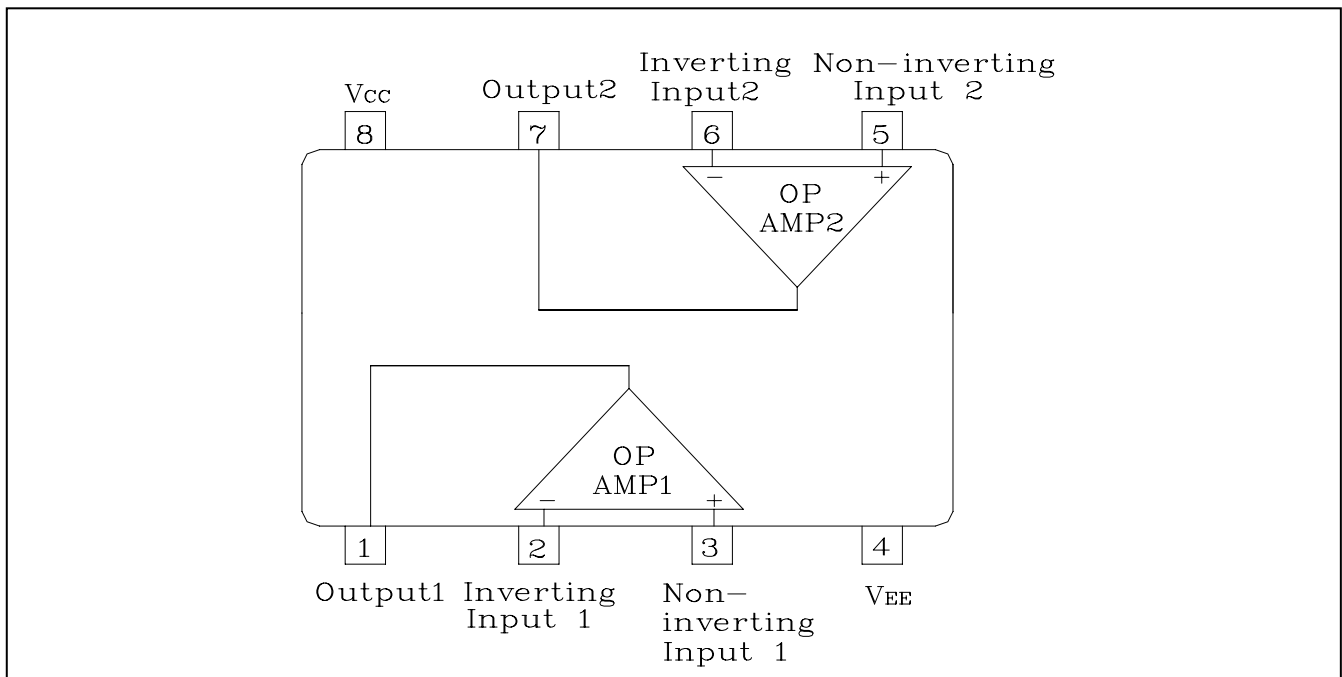 Vcc
Output2
Inverting
Input2
Non-inverting
Input 2
8
7
6
5
-
+
OP
AMP2
OP
AMP1
-
+
1
2
3
4
Output1
Inverting
Input 1
Non-
inverting
Input 1
VEE